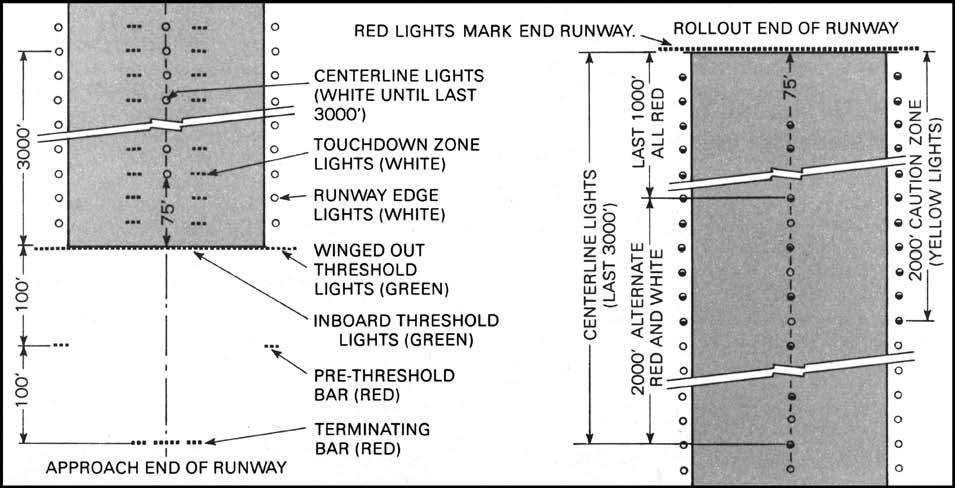 RED LIGHTS MARK END RUNWAY.
ROLLOUT END OF RUNWAY
3000'
CENTERLINE LIGHTS
(WHITE UNTIL LAST
3000')
TOUCHDOWN ZONE
LIGHTS (WHITE)
RUNWAY EDGE
LIGHTS (WHITE)
75'
WINGED OUT
THRESHOLD
LIGHTS (GREEN)
100'
INBOARD THRESHOLD
LIGHTS (GREEN)
PRE-THRESHOLD
BAR (RED)
100'
TERMINATING
BAR (RED)
APPROACH END OF RUNWAY
CENTERLINE LIGHTS
(LAST 3000')
LAST 1000'
ALL RED
2000' ALTERNATE
RED AND WHITE
75'
2000' CAUTION ZONE
(YELLOW LIGHTS)